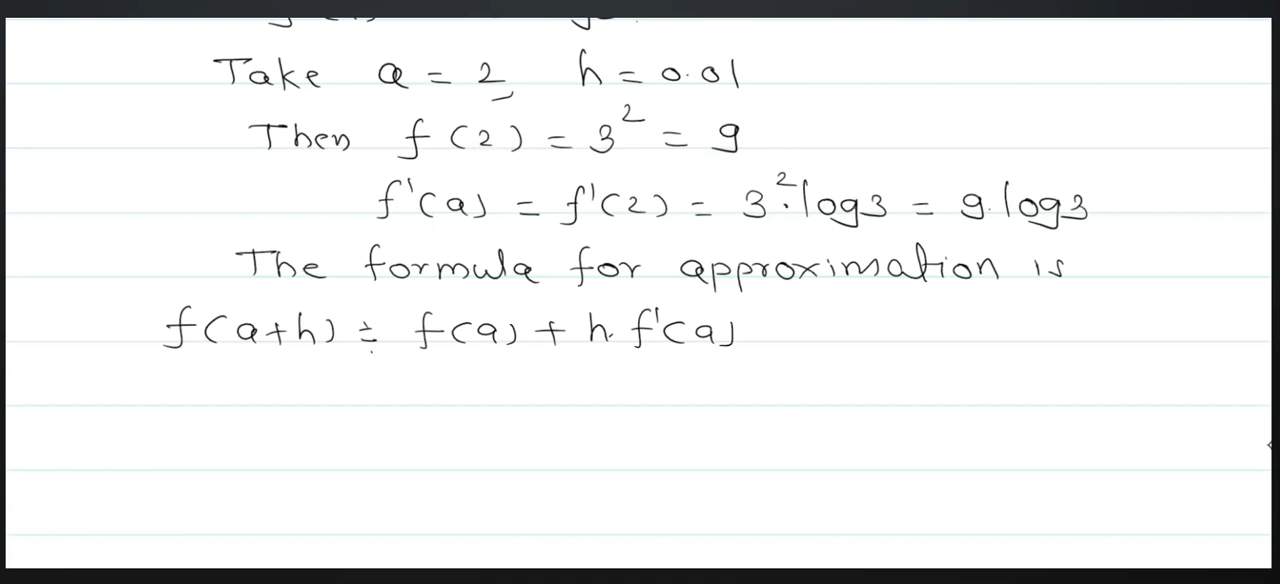 Take a = 2, h = 0.01
Then f(2) = 3² = 9
f'(a) = f'(2) = 3²·log3 = 9·log3
The formula for approximation is
f(a+h) ≑ f(a) + h·f'(a)